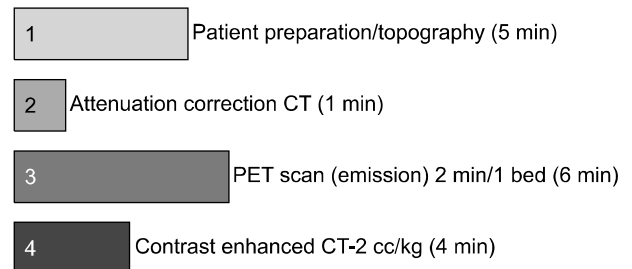 1 Patient preparation/topography (5 min)
2 Attenuation correction CT (1 min)
3 PET scan (emission) 2 min/1 bed (6 min)
4 Contrast enhanced CT-2 cc/kg (4 min)